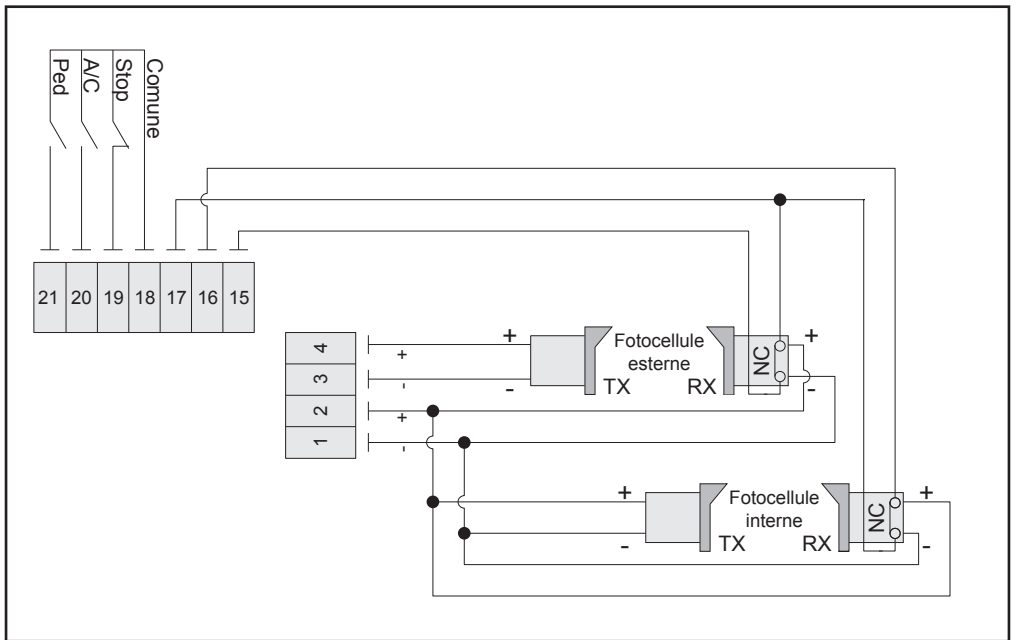 Ped
A/C
Stop
Comune
21 20 19 18 17 16 15
4
3
2
1
+
-
+
-
+
-
Fotocellule
esterne
TX RX
NC
+
-
+
-
Fotocellule
interne
TX RX
NC
+
-